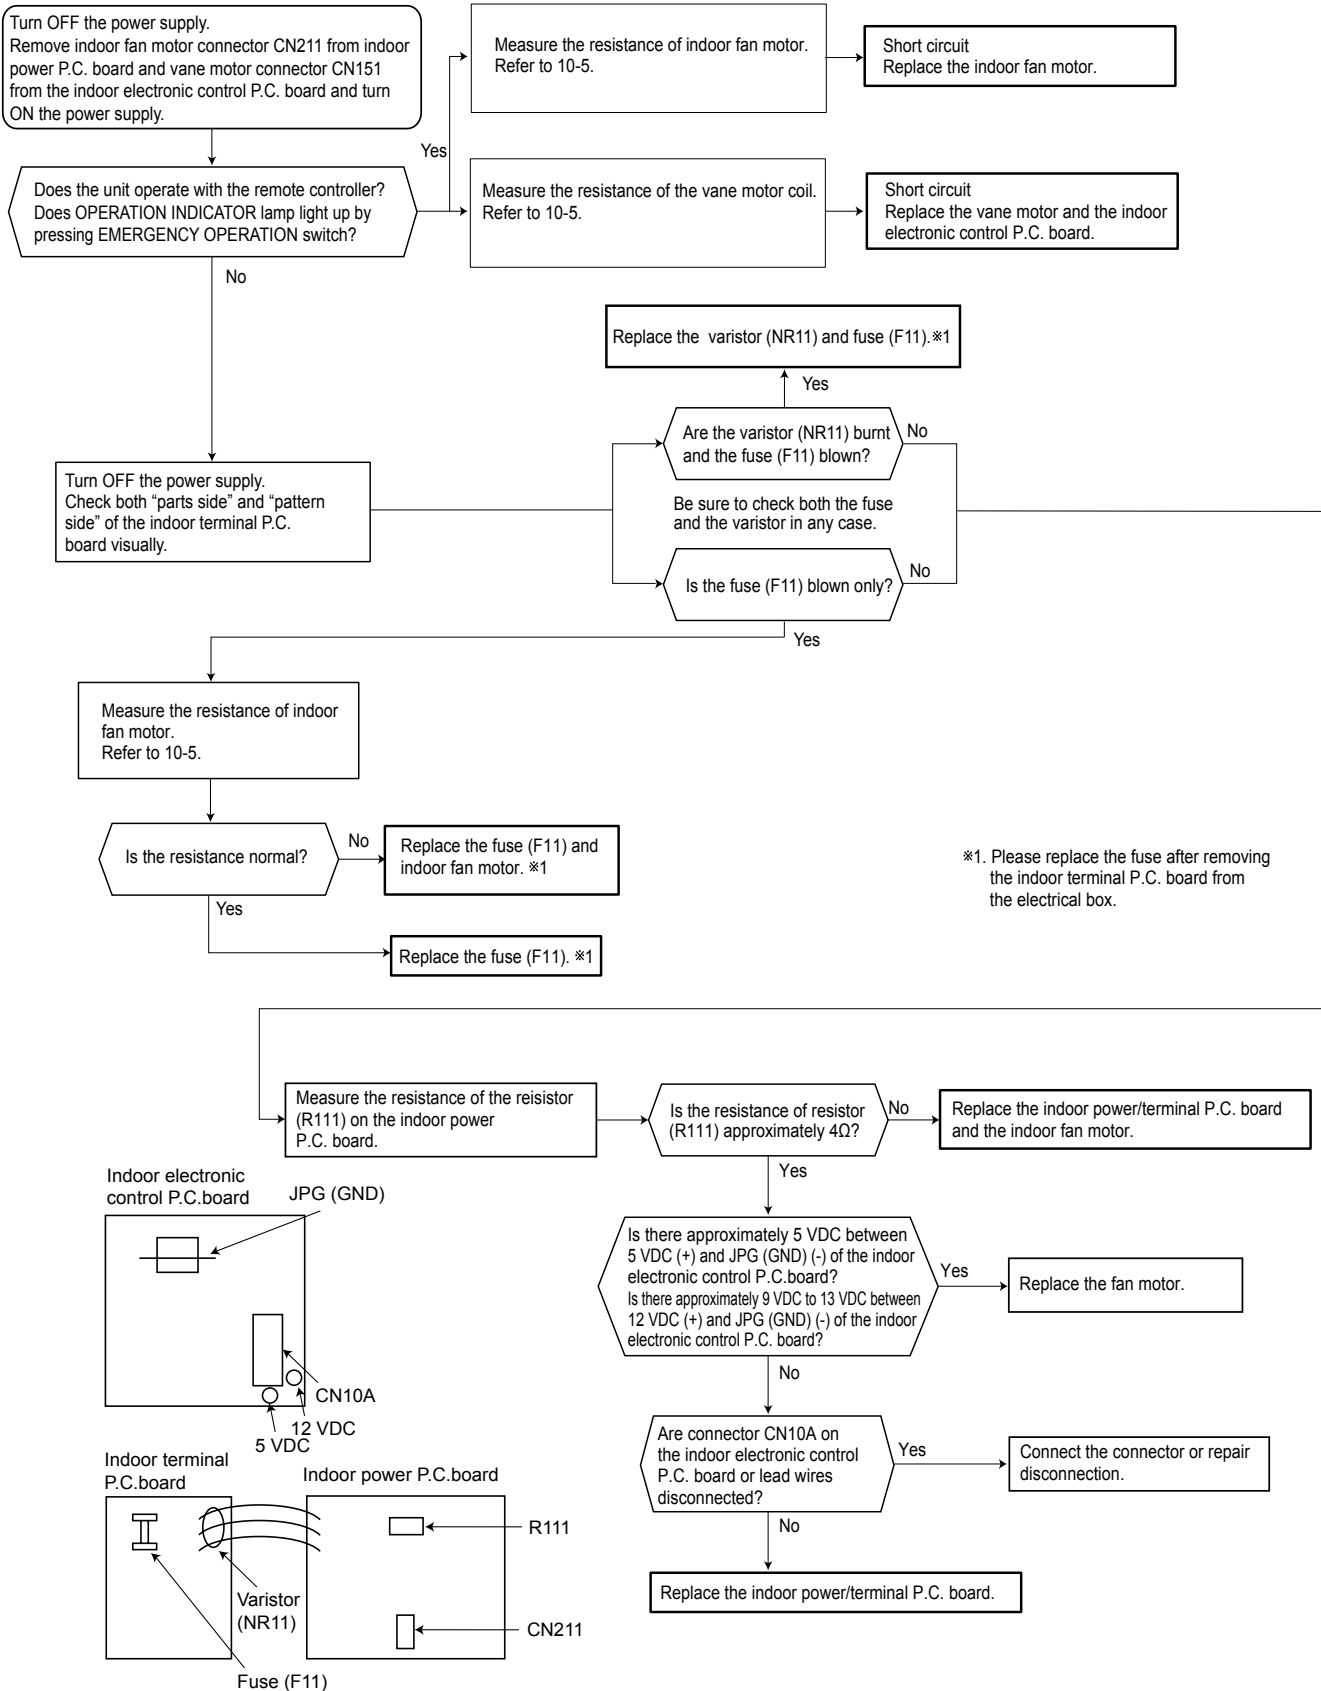 Turn OFF the power supply.
Remove indoor fan motor connector CN211 from indoor
power P.C. board and vane motor connector CN151
from the indoor electronic control P.C. board and turn
ON the power supply.
Measure the resistance of indoor fan motor.
Refer to 10-5.
Short circuit
Replace the indoor fan motor.
Yes
Does the unit operate with the remote controller?
Does OPERATION INDICATOR lamp light up by
pressing EMERGENCY OPERATION switch?
Measure the resistance of the vane motor coil.
Refer to 10-5.
Short circuit
Replace the vane motor and the indoor
electronic control P.C. board.
No
Replace the varistor (NR11) and fuse (F11).※1
Yes
Are the varistor (NR11) burnt
and the fuse (F11) blown?
No
Turn OFF the power supply.
Check both “parts side” and “pattern
side” of the indoor terminal P.C.
board visually.
Be sure to check both the fuse
and the varistor in any case.
Is the fuse (F11) blown only?
No
Yes
Measure the resistance of indoor
fan motor.
Refer to 10-5.
Is the resistance normal?
No
Replace the fuse (F11) and
indoor fan motor. ※1
※1. Please replace the fuse after removing
the indoor terminal P.C. board from
the electrical box.
Yes
Replace the fuse (F11). ※1
Measure the resistance of the reisistor
(R111) on the indoor power
P.C. board.
Is the resistance of resistor
(R111) approximately 4Ω?
No
Replace the indoor power/terminal P.C. board
and the indoor fan motor.
Yes
Indoor electronic
control P.C.board
JPG (GND)
Is there approximately 5 VDC between
5 VDC (+) and JPG (GND) (-) of the indoor
electronic control P.C.board?
Is there approximately 9 VDC to 13 VDC between
12 VDC (+) and JPG (GND) (-) of the indoor
electronic control P.C. board?
Yes
Replace the fan motor.
No
CN10A
12 VDC
5 VDC
Are connector CN10A on
the indoor electronic control
P.C. board or lead wires
disconnected?
Yes
Connect the connector or repair
disconnection.
No
Replace the indoor power/terminal P.C. board.
Indoor terminal
P.C.board
Indoor power P.C.board
R111
Varistor
(NR11)
CN211
Fuse (F11)